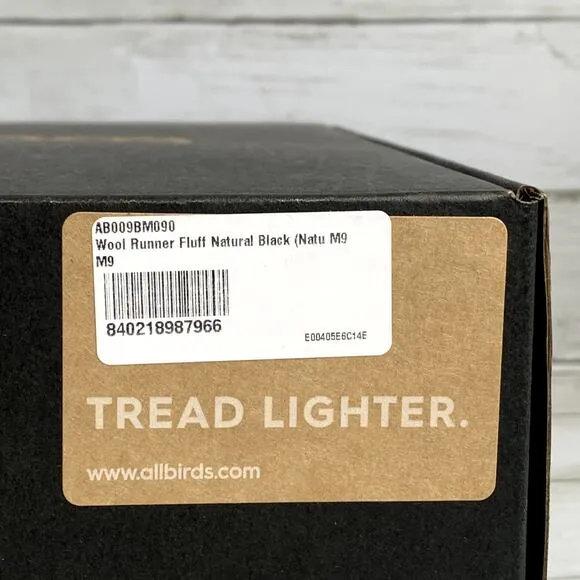 AB009BM090
Wool Runner Fluff Natural Black (Natu M9
M9
840218987966
E00405E6C14E
TREAD LIGHTER.
www.allbirds.com